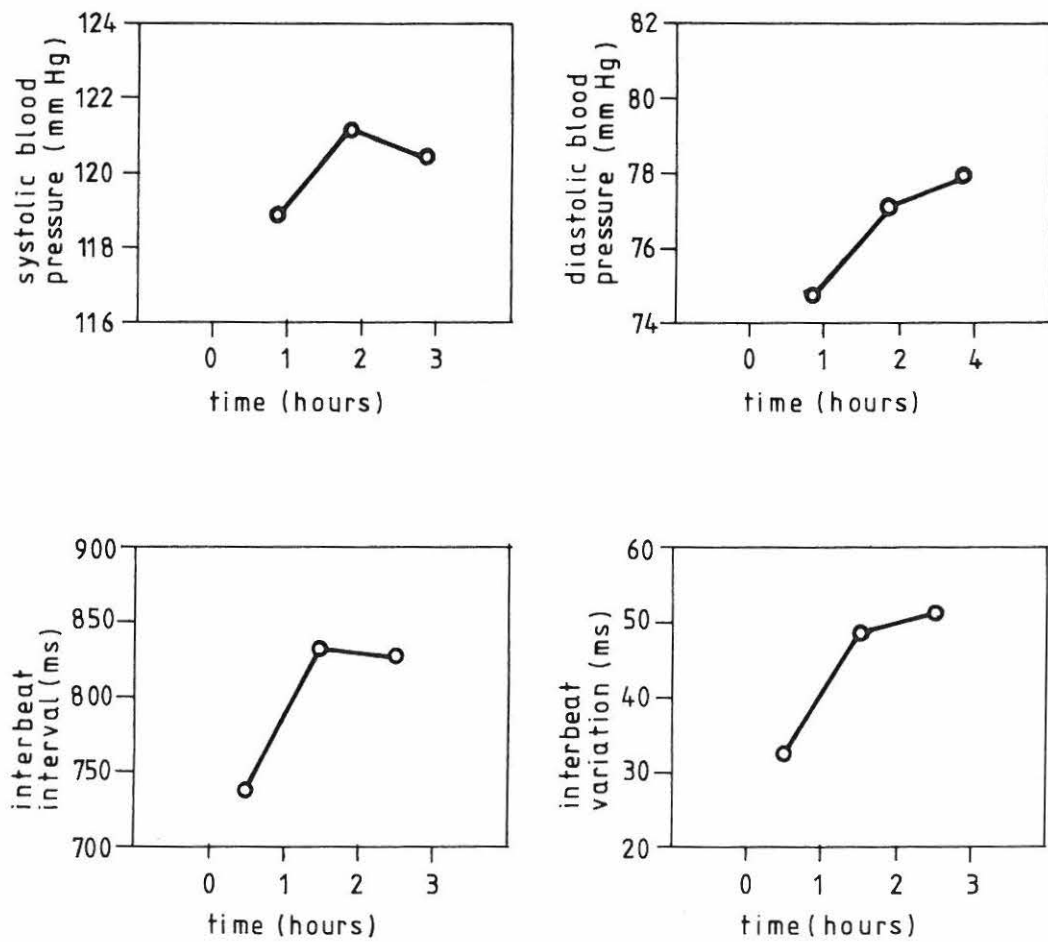 124
122
120
118
116
systolic blood
pressure (mm Hg)
0 1 2 3
time (hours)
82
80
78
76
74
diastolic blood
pressure (mm Hg)
0 1 2 4
time (hours)
900
850
800
750
700
interbeat
interval (ms)
0 1 2 3
time (hours)
60
50
40
30
20
interbeat
variation (ms)
0 1 2 3
time (hours)